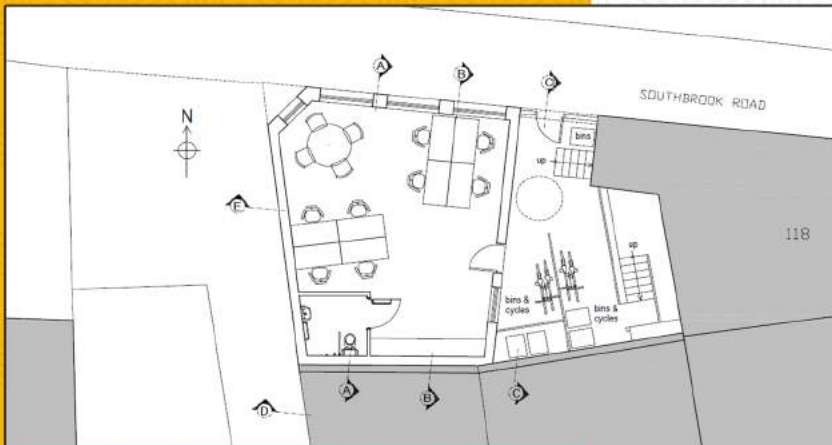 A
B
C
SOUTHBROOK ROAD
N
bins
up
E
118
up
bins &
cycles
bins &
cycles
A
B
C
D